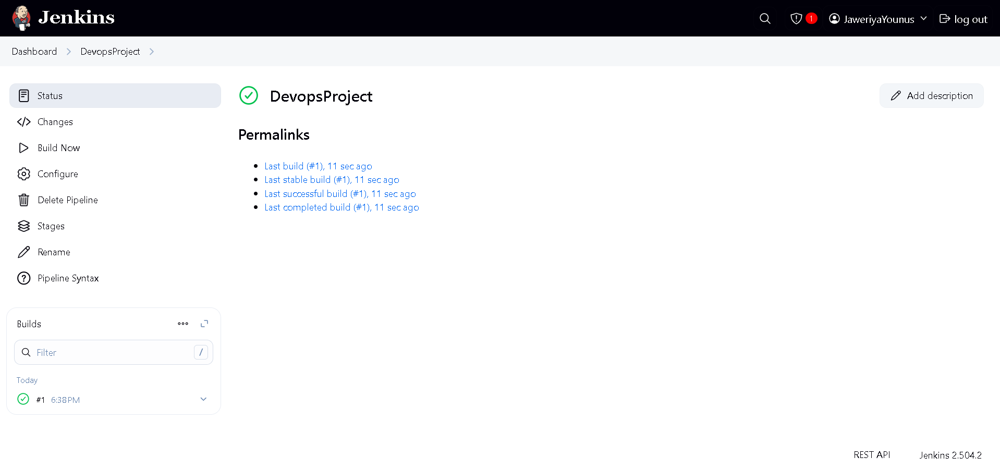 Jenkins
1 JaweriyaYounus log out
Dashboard DevopsProject
Status
Changes
Build Now
Configure
Delete Pipeline
Stages
Rename
Pipeline Syntax
Builds
Filter /
Today
#1 6:38PM
DevopsProject
Add description
Permalinks
Last build (#1), 11 sec ago
Last stable build (#1), 11 sec ago
Last successful build (#1), 11 sec ago
Last completed build (#1), 11 sec ago
REST API Jenkins 2.504.2